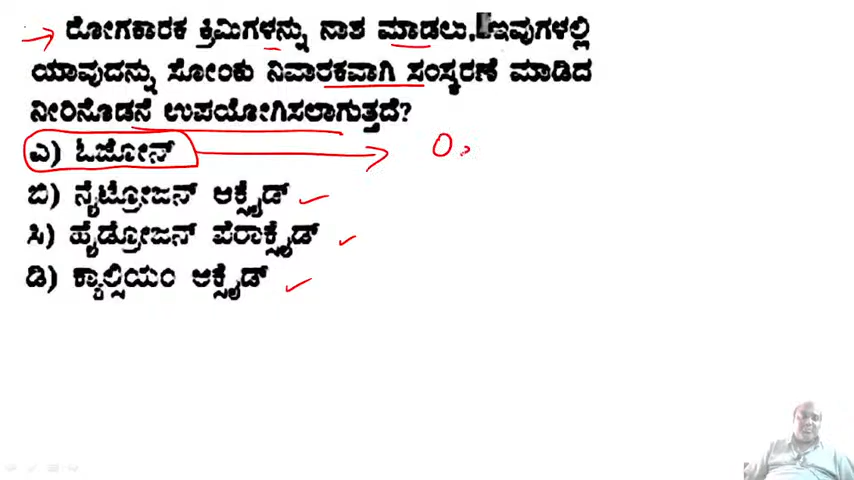 ರೋಗಕಾರಕ ಕ್ರಿಮಿಗಳನ್ನು ನಾಶ ಮಾಡಲು, ಇವುಗಳಲ್ಲಿ
ಯಾವುದನ್ನು ಸೋಂಕು ನಿವಾರಕವಾಗಿ ಸಂಸ್ಕರಣೆ ಮಾಡಿದ
ನೀರಿನೊಡನೆ ಉಪಯೋಗಿಸಲಾಗುತ್ತದೆ?
ಎ) ಓಜೋನ್ O₃
ಬಿ) ನೈಟ್ರೋಜನ್ ಆಕ್ಸೈಡ್
ಸಿ) ಹೈಡ್ರೋಜನ್ ಪೆರಾಕ್ಸೈಡ್
ಡಿ) ಕ್ಯಾಲ್ಸಿಯಂ ಆಕ್ಸೈಡ್